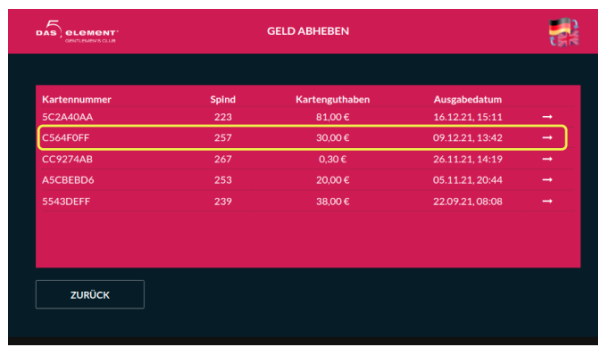 DAS 5 ELEMENT
GENTLEMEN'S CLUB
GELD ABHEBEN
Kartennummer Spind Kartenguthaben Ausgabedatum
5C2A40AA 223 81,00 € 16.12.21, 15:11 →
C564F0FF 257 30,00 € 09.12.21, 13:42 →
CC9274AB 267 0,30 € 26.11.21, 14:19 →
A5CBEBD6 253 20,00 € 05.11.21, 20:44 →
5543DEFF 239 38,00 € 22.09.21, 08:08 →
ZURÜCK